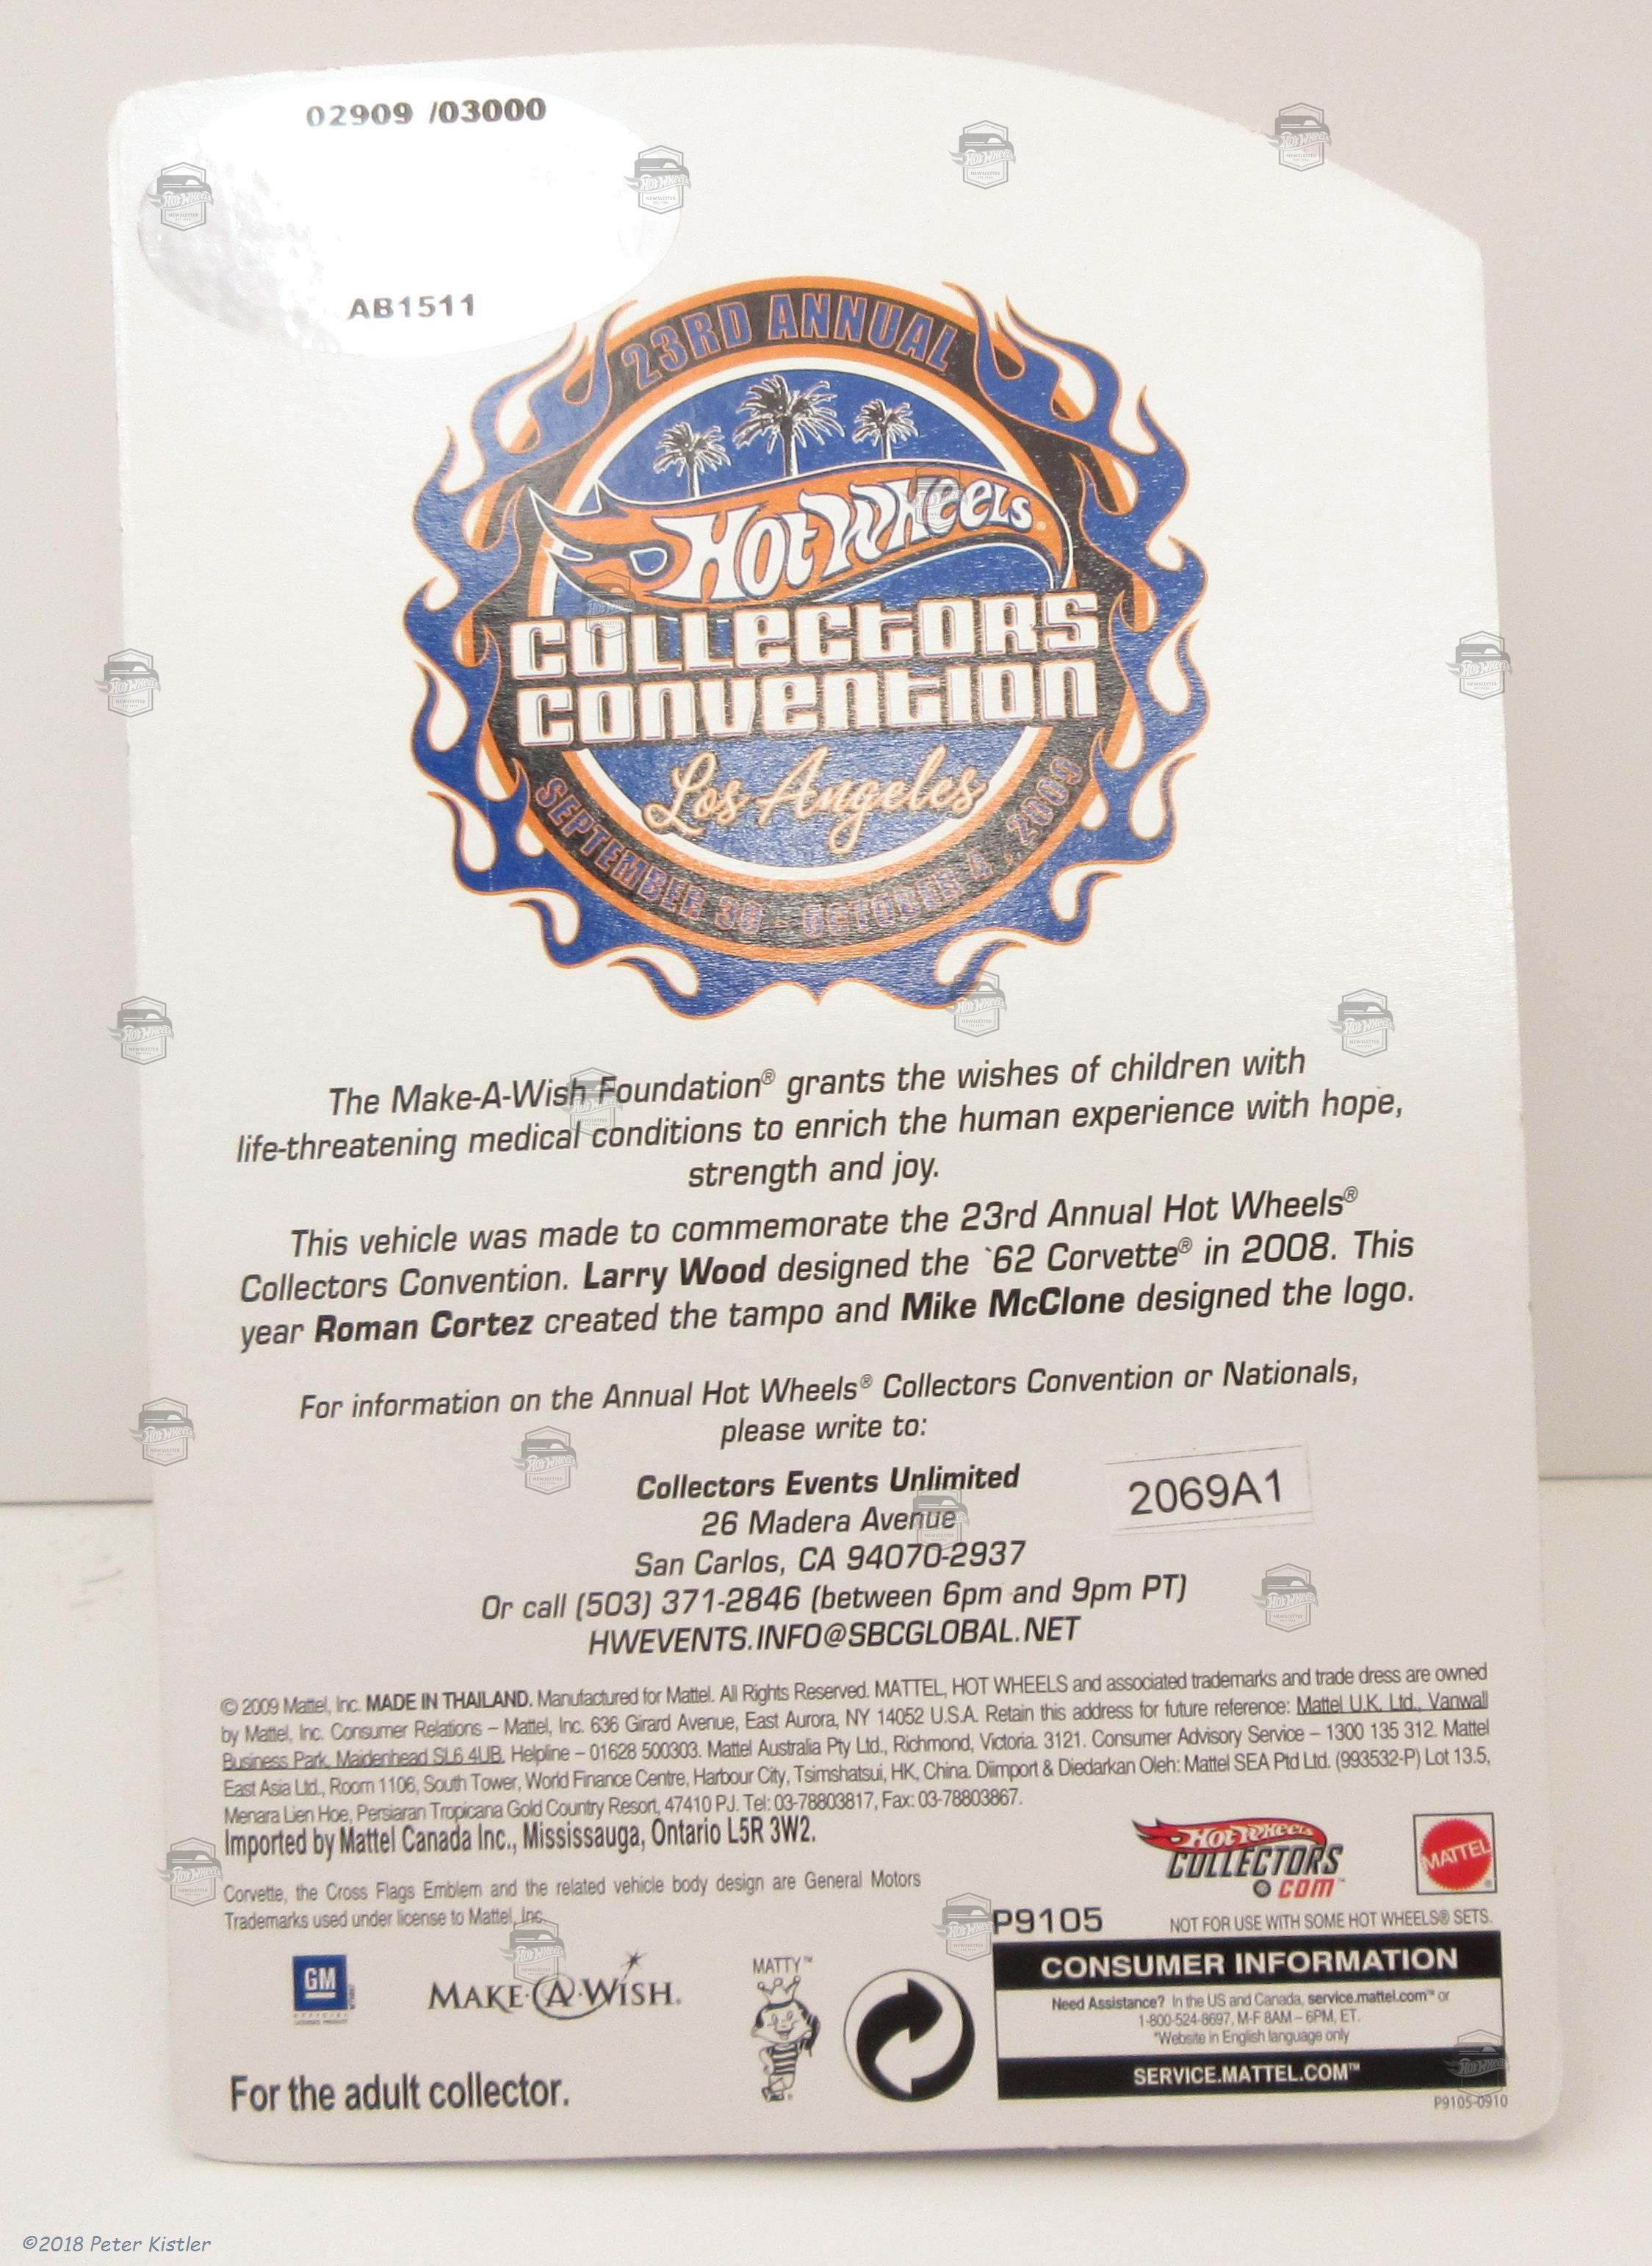 02909 /03000
AB1511
23RD ANNUAL
HOT WHEELS®
COLLECTORS
CONVENTION
Los Angeles
SEPTEMBER 30 - OCTOBER 4, 2009
The Make-A-Wish Foundation® grants the wishes of children with
life-threatening medical conditions to enrich the human experience with hope,
strength and joy.
This vehicle was made to commemorate the 23rd Annual Hot Wheels®
Collectors Convention. Larry Wood designed the `62 Corvette® in 2008. This
year Roman Cortez created the tampo and Mike McClone designed the logo.
For information on the Annual Hot Wheels® Collectors Convention or Nationals,
please write to:
Collectors Events Unlimited
26 Madera Avenue
2069A1
San Carlos, CA 94070-2937
Or call (503) 371-2846 (between 6pm and 9pm PT)
HWEVENTS.INFO@SBCGLOBAL.NET
© 2009 Mattel, Inc. MADE IN THAILAND. Manufactured for Mattel. All Rights Reserved. MATTEL, HOT WHEELS and associated trademarks and trade dress are owned
by Mattel, Inc. Consumer Relations – Mattel, Inc. 636 Girard Avenue, East Aurora, NY 14052 U.S.A. Retain this address for future reference: Mattel U.K. Ltd., Vanwall
Business Park, Maidenhead SL6 4UB. Helpline – 01628 500303. Mattel Australia Pty Ltd., Richmond, Victoria. 3121. Consumer Advisory Service – 1300 135 312. Mattel
East Asia Ltd., Room 1106, South Tower, World Finance Centre, Harbour City, Tsimshatsui, HK, China. Diimport & Diedarkan Oleh: Mattel SEA Ptd Ltd. (993532-P) Lot 13.5,
Menara Lien Hoe, Persiaran Tropicana Gold Country Resort, 47410 PJ. Tel: 03-78803817, Fax: 03-78803867.
Imported by Mattel Canada Inc., Mississauga, Ontario L5R 3W2.
HOT WHEELS
COLLECTORS
.COM™
MATTEL
Corvette, the Cross Flags Emblem and the related vehicle body design are General Motors
Trademarks used under license to Mattel, Inc.
P9105
NOT FOR USE WITH SOME HOT WHEELS® SETS.
GM
OFFICIAL
LICENSED PRODUCT
MAKE·A·WISH®
MATTY™
CONSUMER INFORMATION
Need Assistance? In the US and Canada, service.mattel.com™ or
1-800-524-8697, M-F 8AM – 6PM, ET.
*Website in English language only
SERVICE.MATTEL.COM™
For the adult collector.
P9105-0910
©2018 Peter Kistler